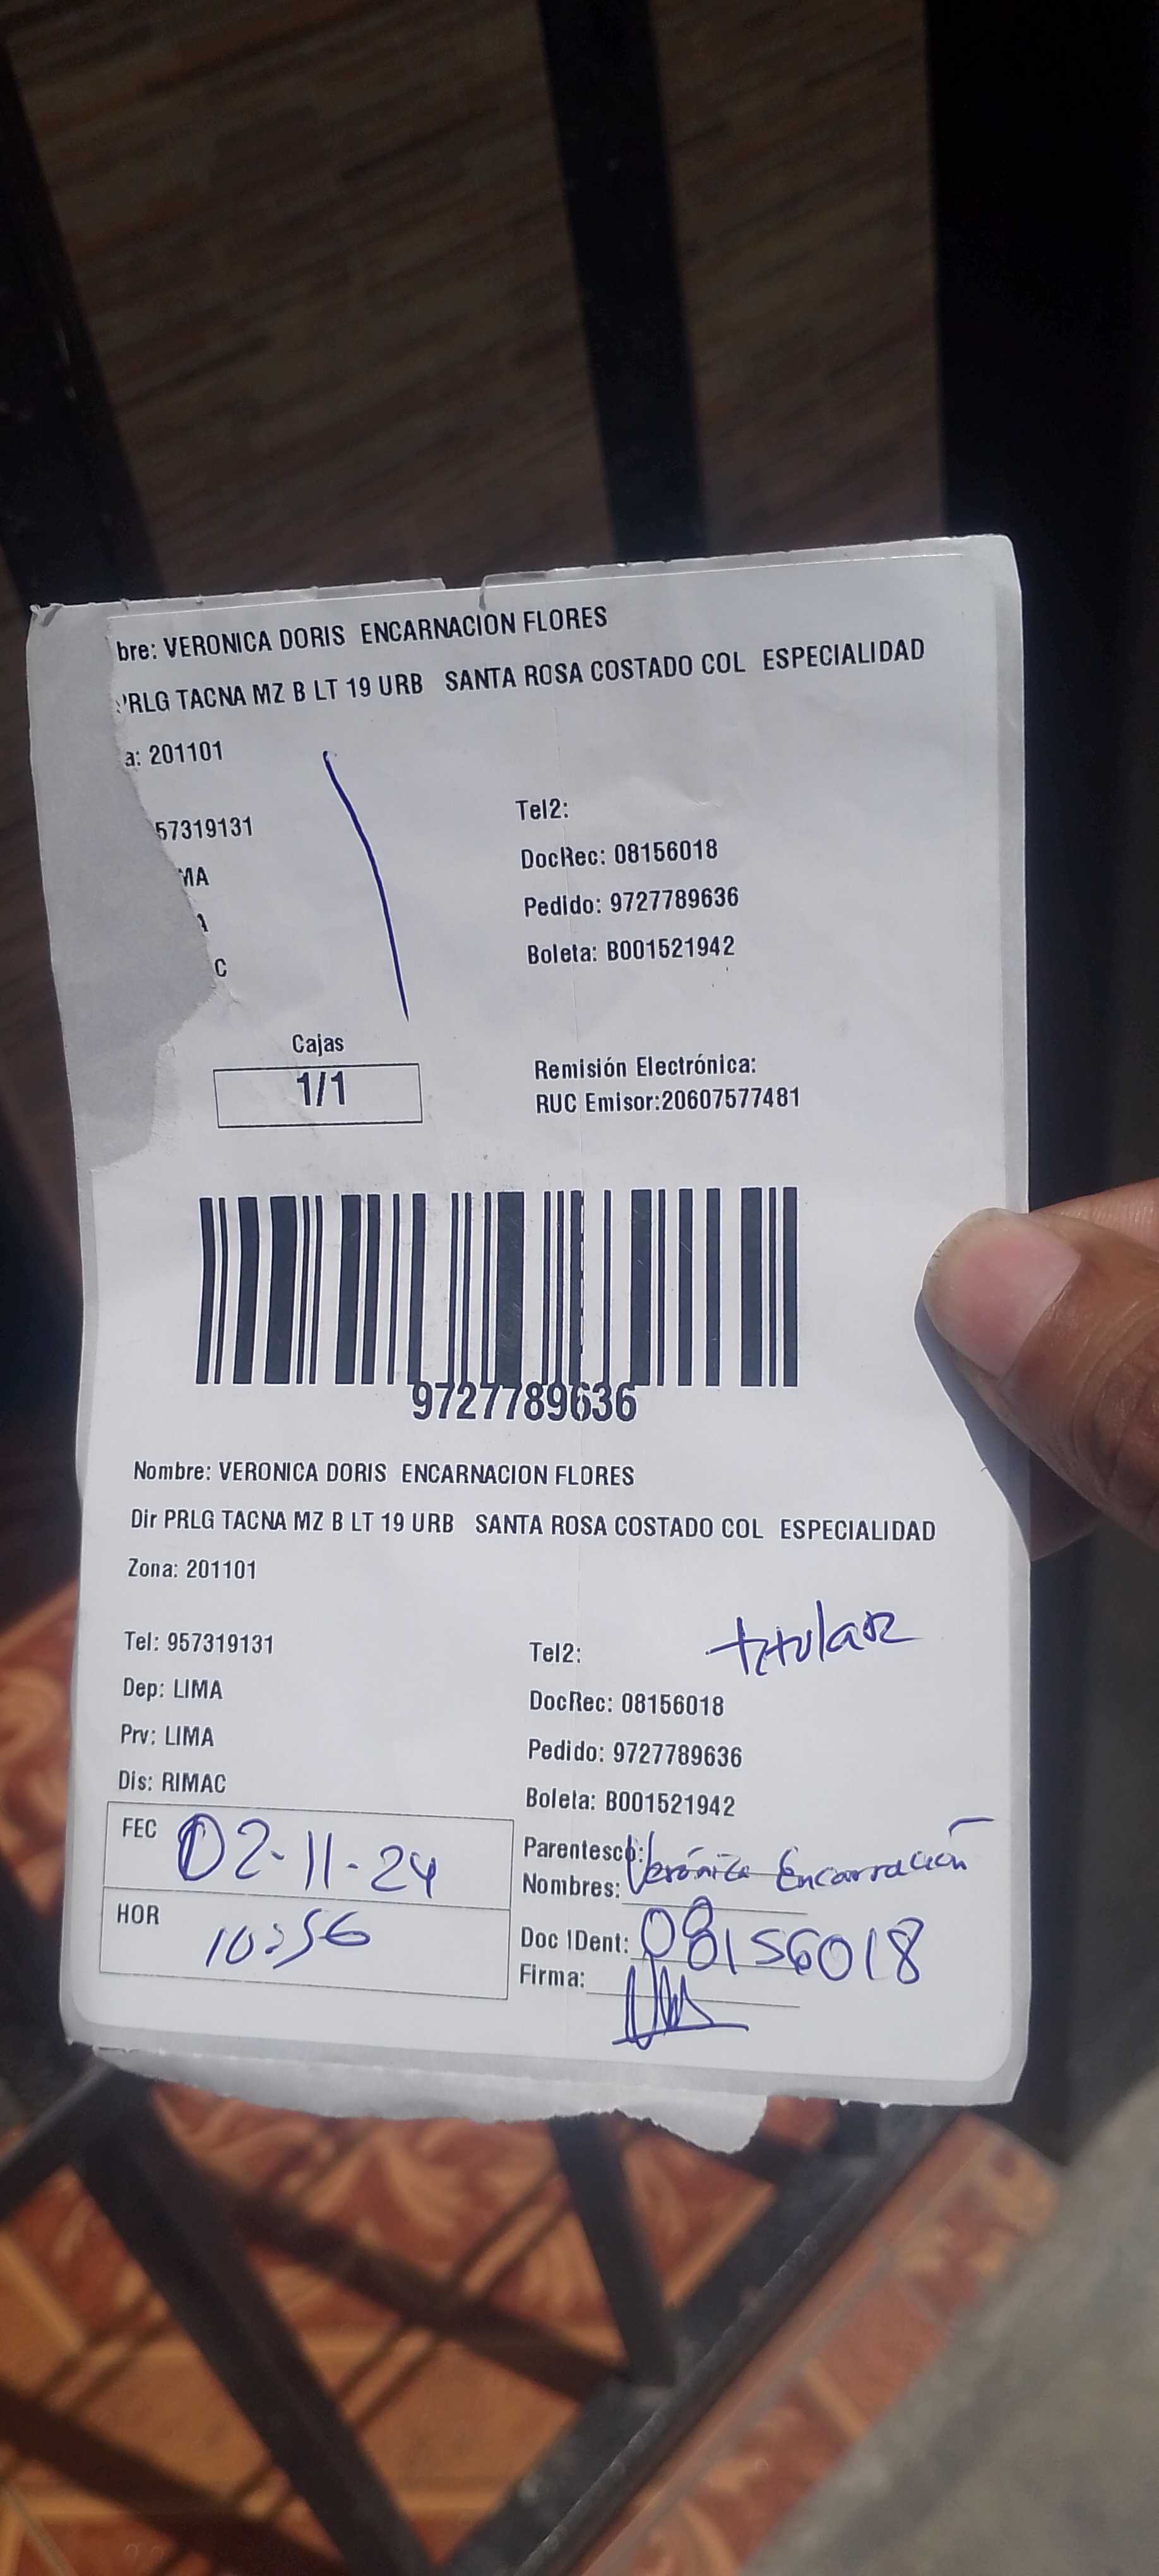 bre: VERONICA DORIS ENCARNACION FLORES
PRLG TACNA MZ B LT 19 URB SANTA ROSA COSTADO COL ESPECIALIDAD
a: 201101
57319131
MA
A
C
Tel2:
DocRec: 08156018
Pedido: 9727789636
Boleta: B001521942
Cajas
1/1
Remisión Electrónica:
RUC Emisor:20607577481
9727789636
Nombre: VERONICA DORIS ENCARNACION FLORES
Dir PRLG TACNA MZ B LT 19 URB SANTA ROSA COSTADO COL ESPECIALIDAD
Zona: 201101
titular
Tel: 957319131
Dep: LIMA
Prv: LIMA
Dis: RIMAC
Tel2:
DocRec: 08156018
Pedido: 9727789636
Boleta: B001521942
FEC 02-11-24
HOR 10:56
Parentesco:
Nombres: Verónica Encarnación
Doc IDent: 08156018
Firma: